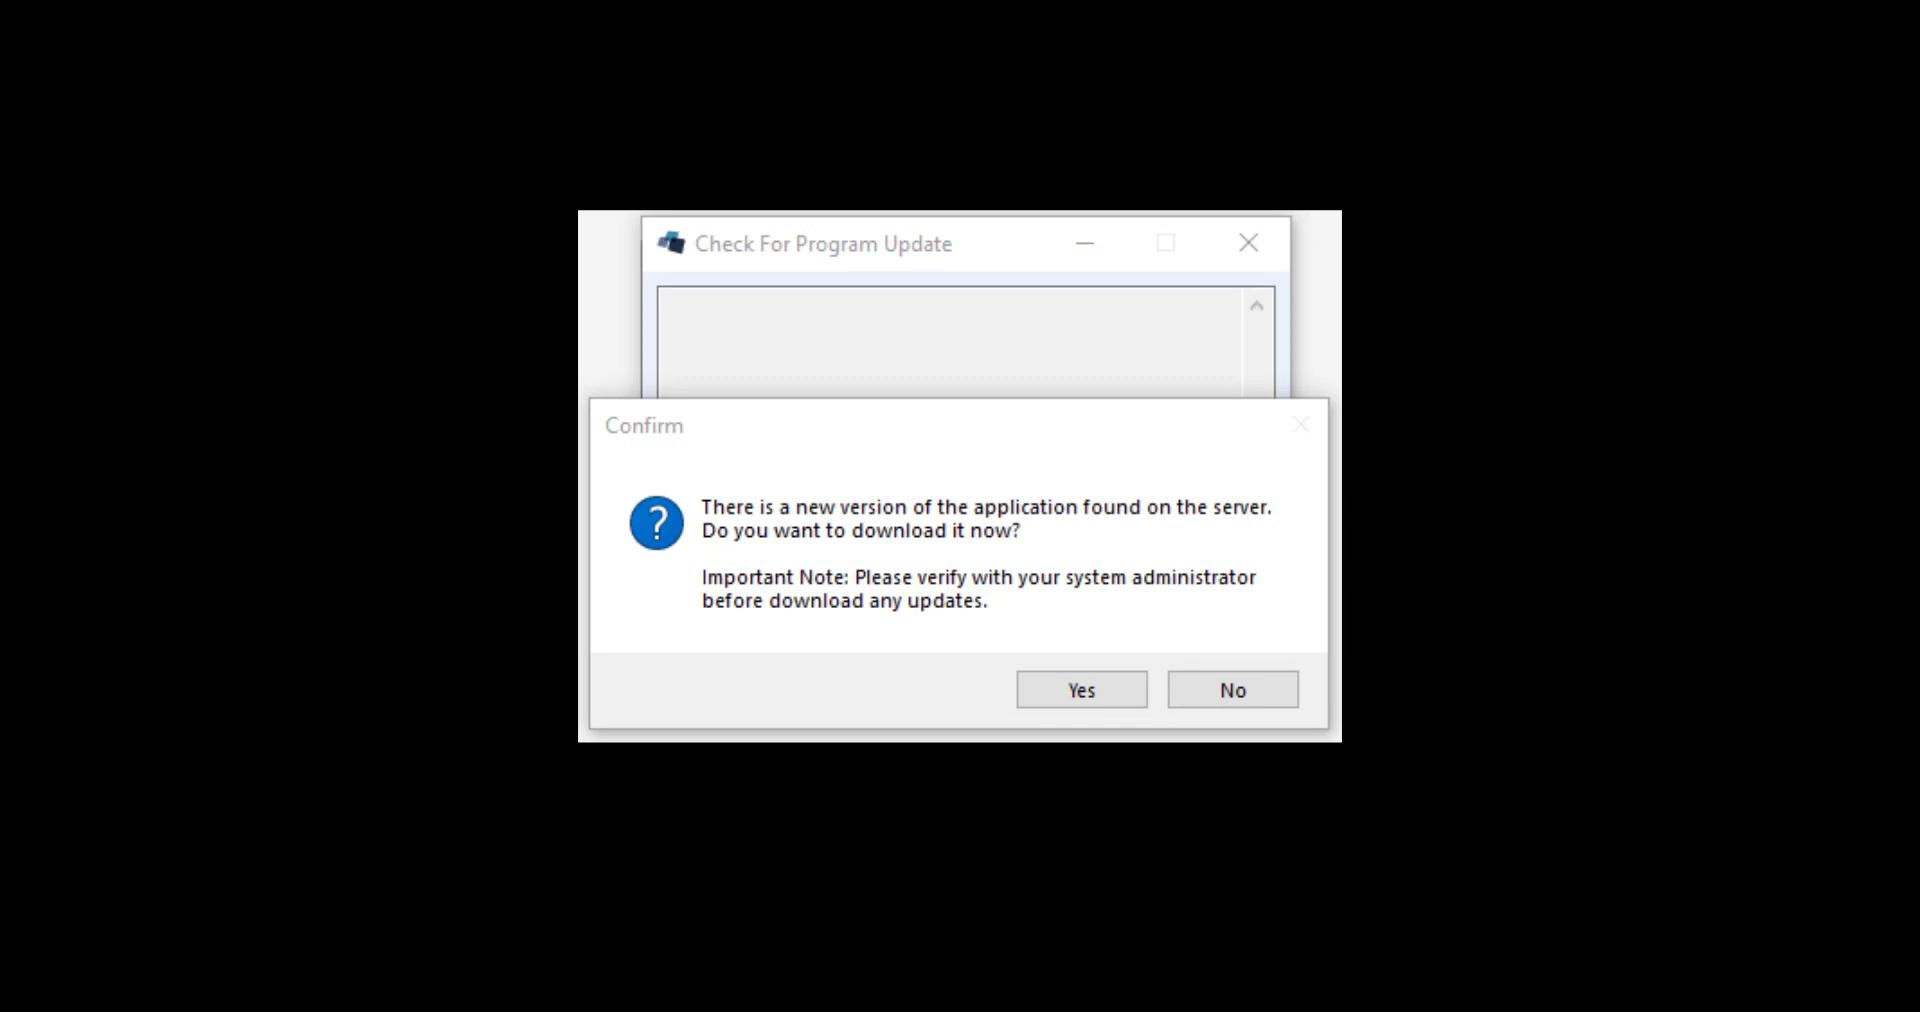 Check For Program Update
Confirm
There is a new version of the application found on the server.
Do you want to download it now?
Important Note: Please verify with your system administrator
before download any updates.
Yes
No